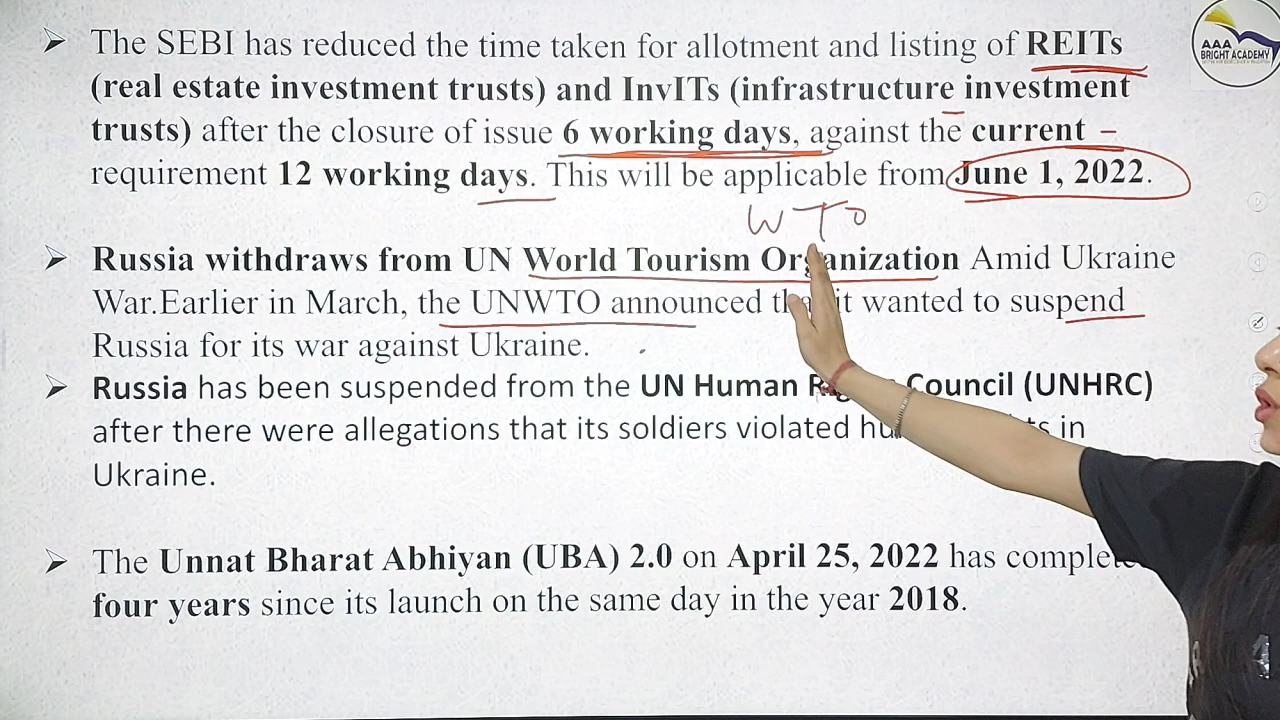 AAA
BRIGHT ACADEMY
➢ The SEBI has reduced the time taken for allotment and listing of REITs
(real estate investment trusts) and InvITs (infrastructure investment
trusts) after the closure of issue 6 working days, against the current –
requirement 12 working days. This will be applicable from June 1, 2022.
WTO
➢ Russia withdraws from UN World Tourism Organization Amid Ukraine
War.Earlier in March, the UNWTO announced it wanted to suspend
Russia for its war against Ukraine.
➢ Russia has been suspended from the UN Human Council (UNHRC)
after there were allegations that its soldiers violated in
Ukraine.
➢ The Unnat Bharat Abhiyan (UBA) 2.0 on April 25, 2022 has
four years since its launch on the same day in the year 2018.